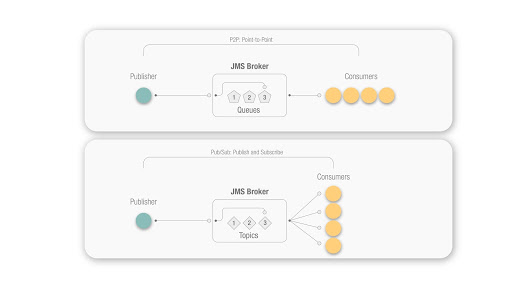 P2P: Point-to-Point
JMS Broker
Publisher
Consumers
1 2 3
Queues
Pub/Sub: Publish and Subscribe
Consumers
JMS Broker
Publisher
1 2 3
Topics